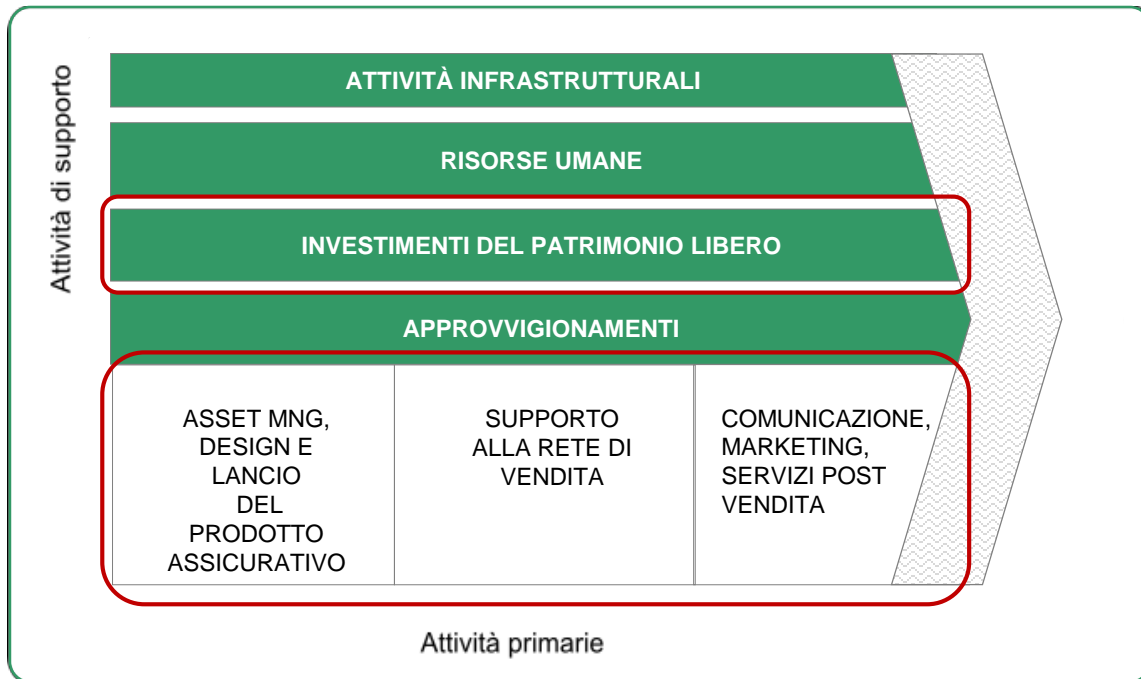 Attività di supporto
ATTIVITÀ INFRASTRUTTURALI
RISORSE UMANE
INVESTIMENTI DEL PATRIMONIO LIBERO
APPROVVIGIONAMENTI
ASSET MNG,
DESIGN E
LANCIO
DEL
PRODOTTO
ASSICURATIVO
SUPPORTO
ALLA RETE DI
VENDITA
COMUNICAZIONE,
MARKETING,
SERVIZI POST
VENDITA
Attività primarie